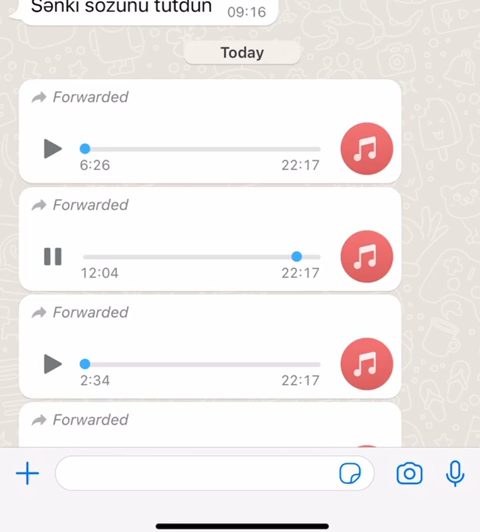 Sənki sözünü tutdun
09:16
Today
Forwarded
6:26 22:17
Forwarded
12:04 22:17
Forwarded
2:34 22:17
Forwarded